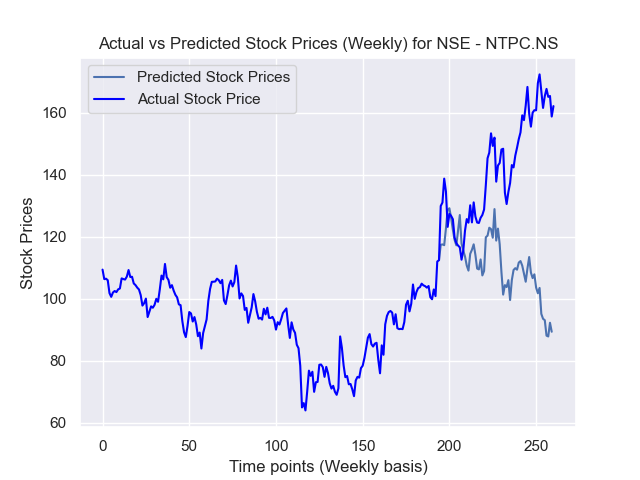 Actual vs Predicted Stock Prices (Weekly) for NSE - NTPC.NS
Predicted Stock Prices
Actual Stock Price
Stock Prices
160
140
120
100
80
60
0 50 100 150 200 250
Time points (Weekly basis)